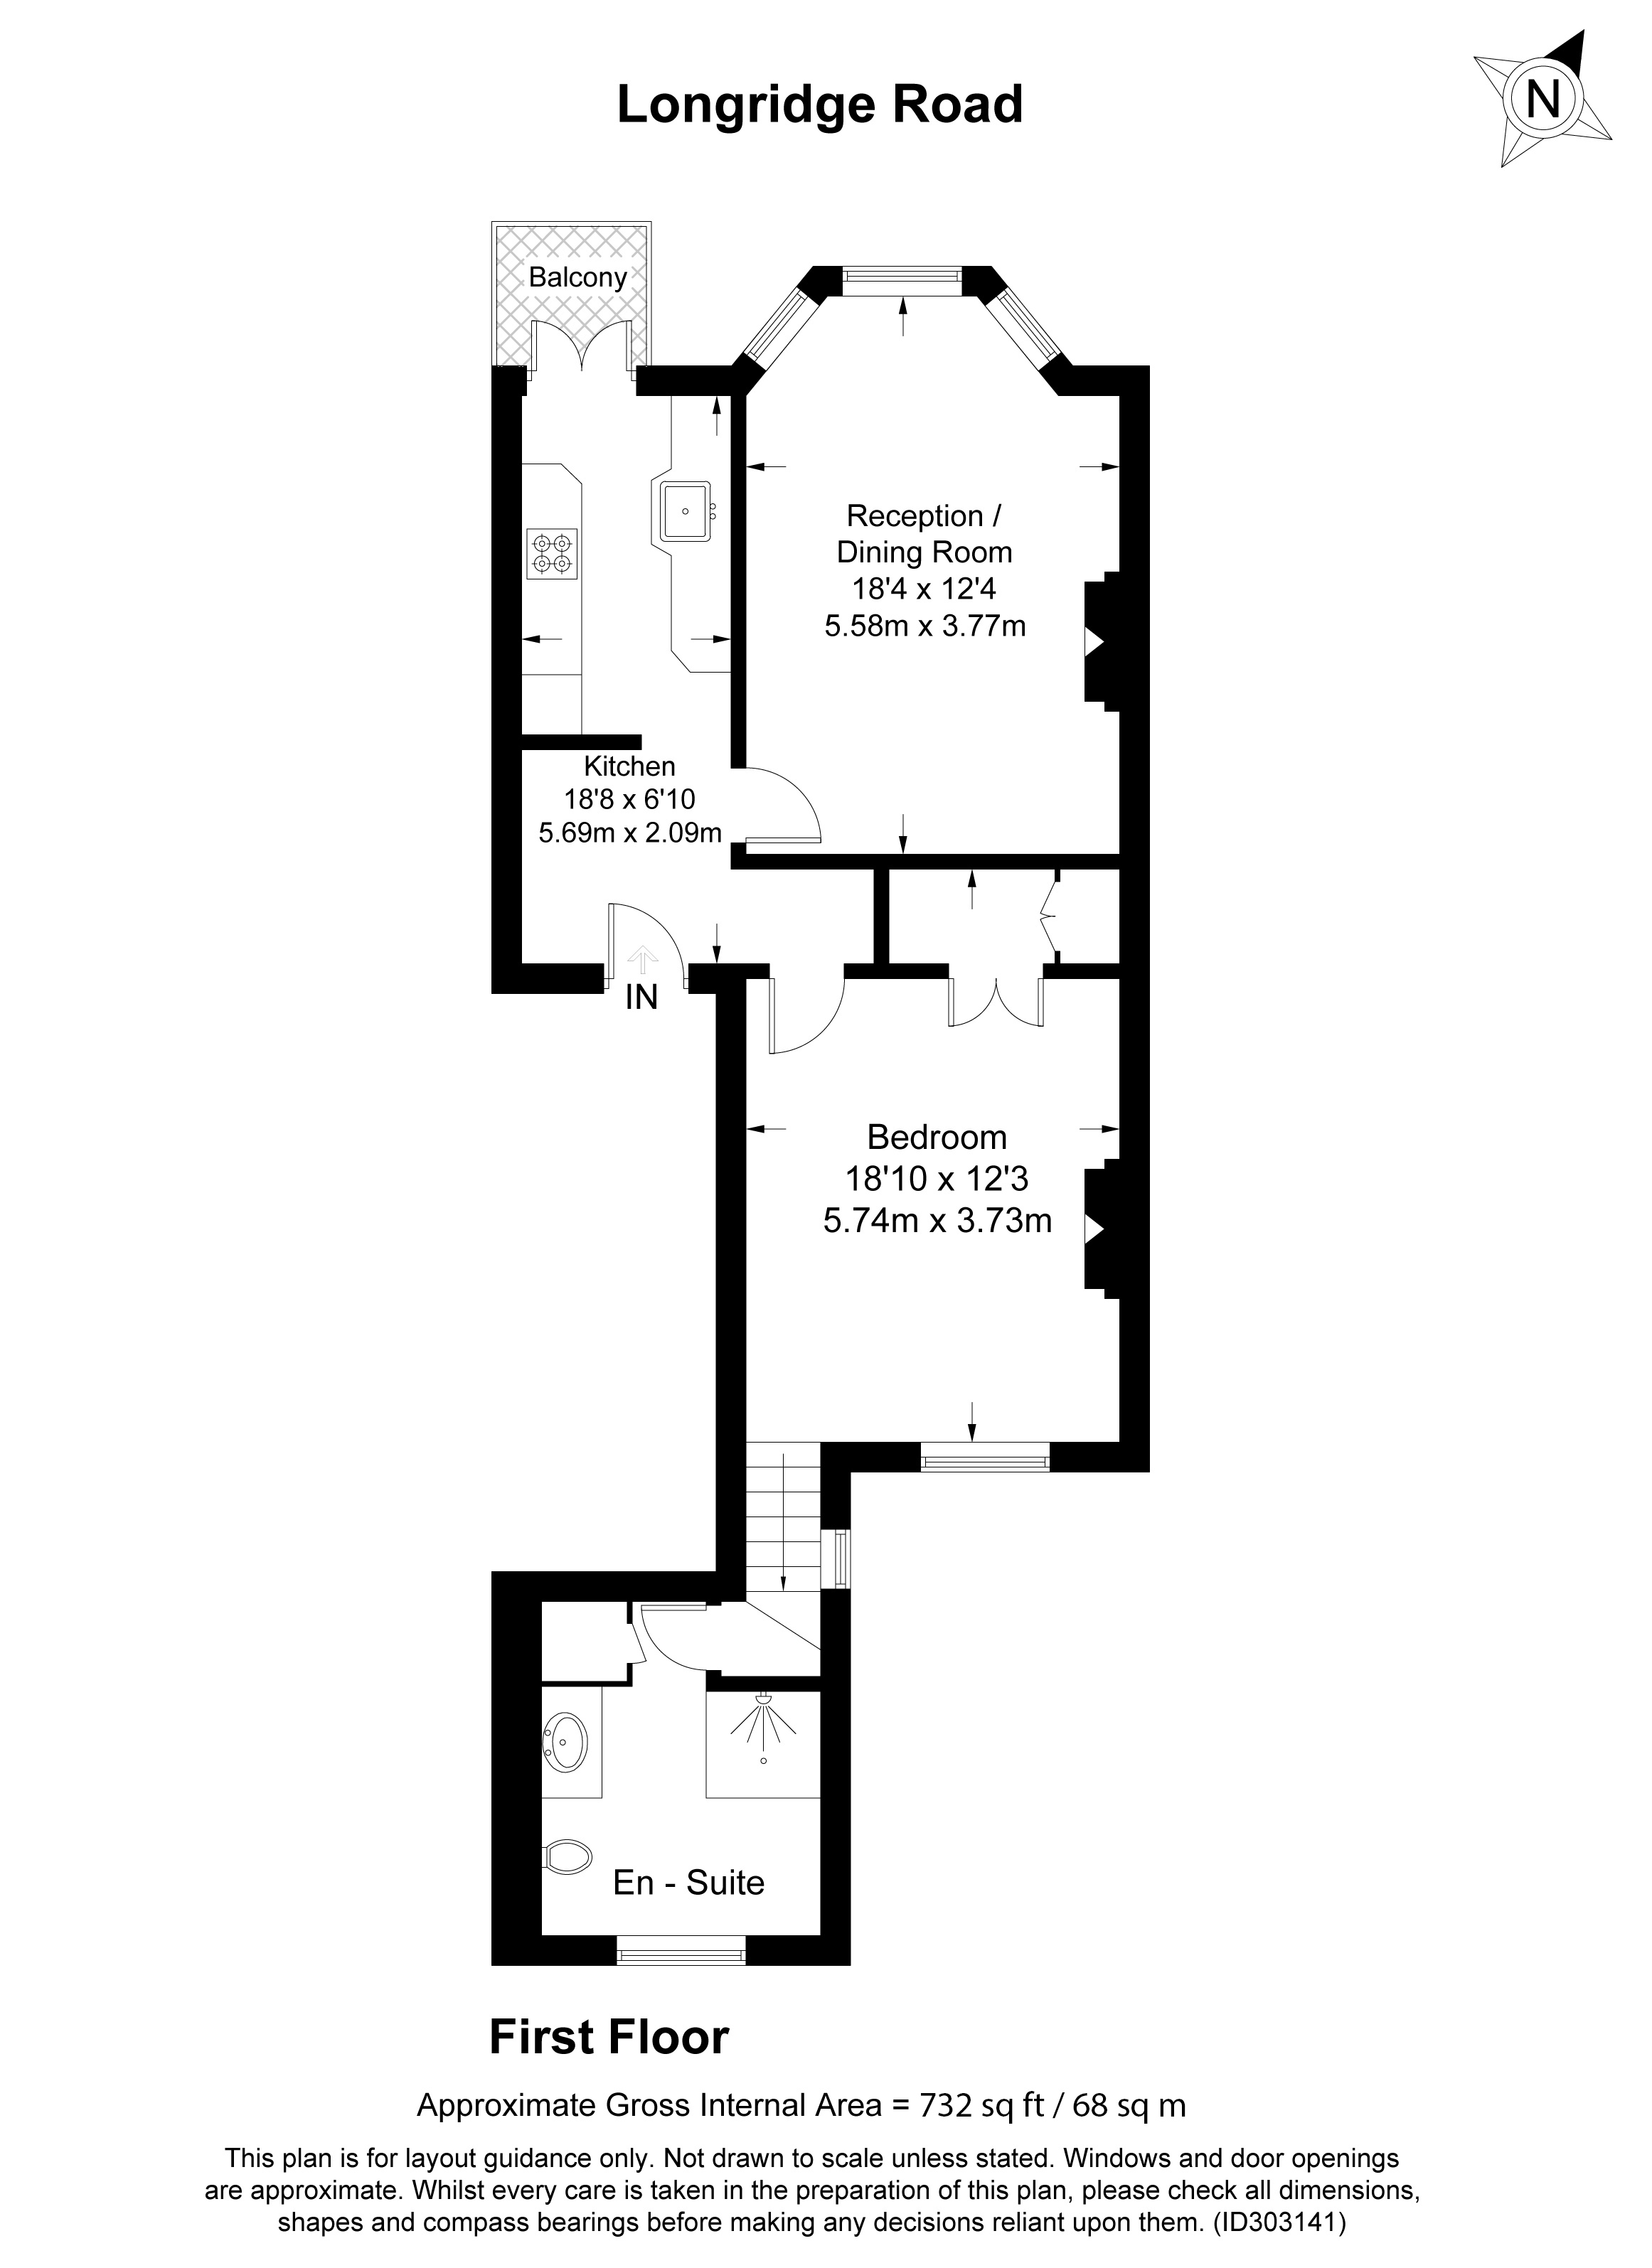 Longridge Road
N
Balcony
Reception /
Dining Room
18'4 x 12'4
5.58m x 3.77m
Kitchen
18'8 x 6'10
5.69m x 2.09m
IN
Bedroom
18'10 x 12'3
5.74m x 3.73m
En - Suite
First Floor
Approximate Gross Internal Area = 732 sq ft / 68 sq m
This plan is for layout guidance only. Not drawn to scale unless stated. Windows and door openings
are approximate. Whilst every care is taken in the preparation of this plan, please check all dimensions,
shapes and compass bearings before making any decisions reliant upon them. (ID303141)